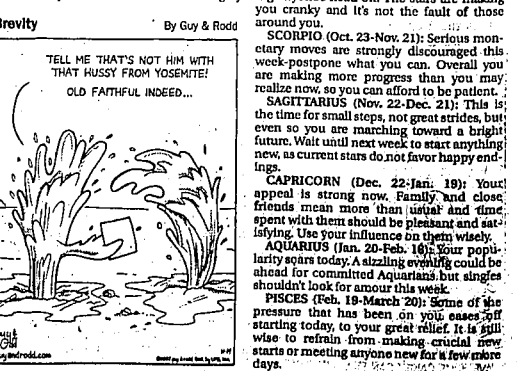 Brevity
By Guy & Rodd
TELL ME THAT'S NOT HIM WITH
THAT HUSSY FROM YOSEMITE!
OLD FAITHFUL INDEED...
you cranky and it's not the fault of those
around you.
SCORPIO (Oct. 23-Nov. 21): Serious mon-
etary moves are strongly discouraged this
week-postpone what you can. Overall you
are making more progress than you may
realize now, so you can afford to be patient.
SAGITTARIUS (Nov. 22-Dec. 21): This is
the time for small steps, not great strides, but
even so you are marching toward a bright
future. Wait until next week to start anything
new, as current stars do not favor happy end-
ings.
CAPRICORN (Dec. 22-Jan. 19): Your
appeal is strong now. Family and close
friends mean more than usual and time
spent with them should be pleasant and sat-
isfying. Use your influence on them wisely.
AQUARIUS (Jan. 20-Feb. 18): Your popu-
larity soars today. A sizzling evening could be
ahead for committed Aquarians, but singles
shouldn't look for amour this week.
PISCES (Feb. 19-March 20): Some of the
pressure that has been on you eases off
starting today, to your great relief. It is still
wise to refrain from making crucial new
starts or meeting anyone new for a few more
days.